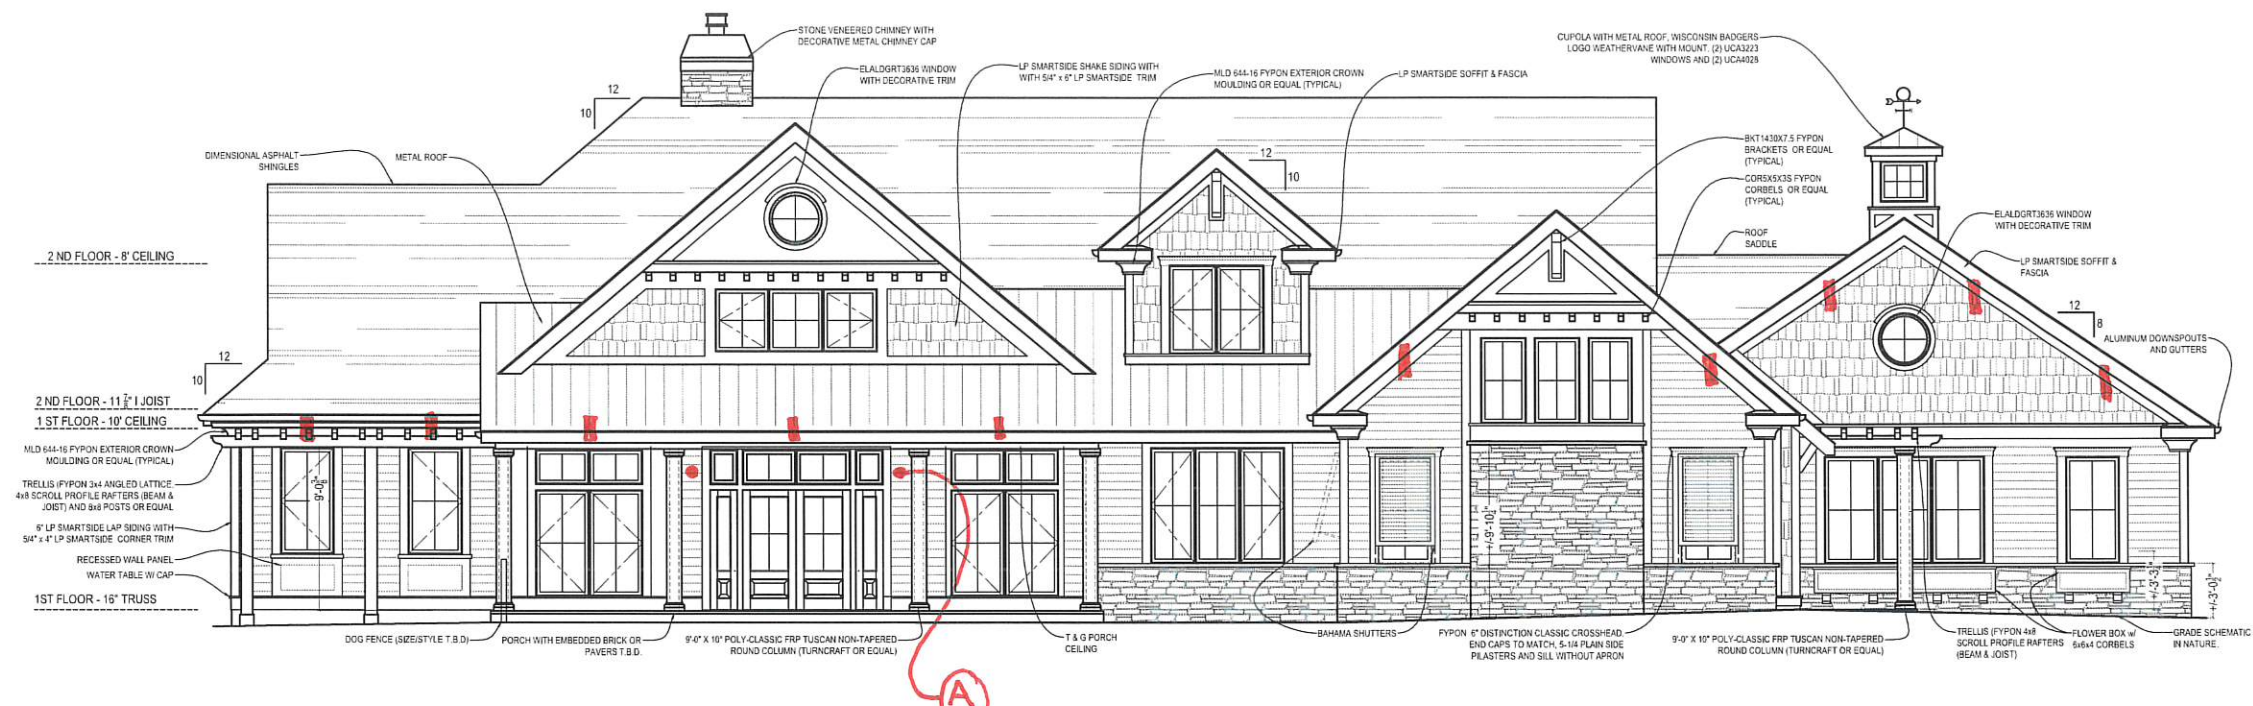 STONE VENEERED CHIMNEY WITH
DECORATIVE METAL CHIMNEY CAP
ELALDGRT3636 WINDOW
WITH DECORATIVE TRIM
LP SMARTSIDE SHAKE SIDING WITH
WITH 5/4" x 6" LP SMARTSIDE TRIM
MLD 644-16 FYPON EXTERIOR CROWN
MOULDING OR EQUAL (TYPICAL)
LP SMARTSIDE SOFFIT & FASCIA
CUPOLA WITH METAL ROOF, WISCONSIN BADGERS
LOGO WEATHERVANE WITH MOUNT, (2) UCA3223
WINDOWS AND (2) UCA4028
12
10
DIMENSIONAL ASPHALT
SHINGLES
METAL ROOF
12
10
BKT1430X7.5 FYPON
BRACKETS OR EQUAL
(TYPICAL)
COR5X5X3S FYPON
CORBELS OR EQUAL
(TYPICAL)
ROOF
SADDLE
ELALDGRT3636 WINDOW
WITH DECORATIVE TRIM
LP SMARTSIDE SOFFIT &
FASCIA
12
8
ALUMINUM DOWNSPOUTS
AND GUTTERS
2 ND FLOOR - 8' CEILING
12
10
2 ND FLOOR - 11 7/8" I JOIST
1 ST FLOOR - 10' CEILING
MLD 644-16 FYPON EXTERIOR CROWN
MOULDING OR EQUAL (TYPICAL)
TRELLIS (FYPON 3x4 ANGLED LATTICE,
4x8 SCROLL PROFILE RAFTERS (BEAM &
JOIST) AND 8x8 POSTS OR EQUAL
6" LP SMARTSIDE LAP SIDING WITH
5/4" x 4" LP SMARTSIDE CORNER TRIM
RECESSED WALL PANEL
WATER TABLE W/ CAP
1ST FLOOR - 16" TRUSS
+/-9'-10 1/4"
+/-3'-0 1/2"
DOG FENCE (SIZE/STYLE T.B.D)
PORCH WITH EMBEDDED BRICK OR
PAVERS T.B.D.
9'-0" X 10" POLY-CLASSIC FRP TUSCAN NON-TAPERED
ROUND COLUMN (TURNCRAFT OR EQUAL)
T & G PORCH
CEILING
BAHAMA SHUTTERS
FYPON 6" DISTINCTION CLASSIC CROSSHEAD,
END CAPS TO MATCH, 5-1/4 PLAIN SIDE
PILASTERS AND SILL WITHOUT APRON
9'-0" X 10" POLY-CLASSIC FRP TUSCAN NON-TAPERED
ROUND COLUMN (TURNCRAFT OR EQUAL)
TRELLIS (FYPON 4x8
SCROLL PROFILE RAFTERS
(BEAM & JOIST)
FLOWER BOX w/
6x6x4 CORBELS
GRADE SCHEMATIC
IN NATURE.
A